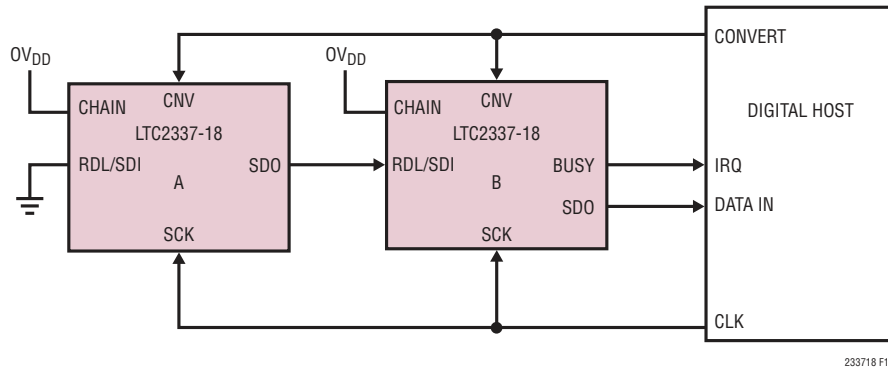 CONVERT
OVDD
OVDD
CHAIN
CNV
LTC2337-18
RDL/SDI
SDO
A
SCK
CHAIN
CNV
LTC2337-18
RDL/SDI
BUSY
B
SDO
SCK
DIGITAL HOST
IRQ
DATA IN
CLK
233718 F1